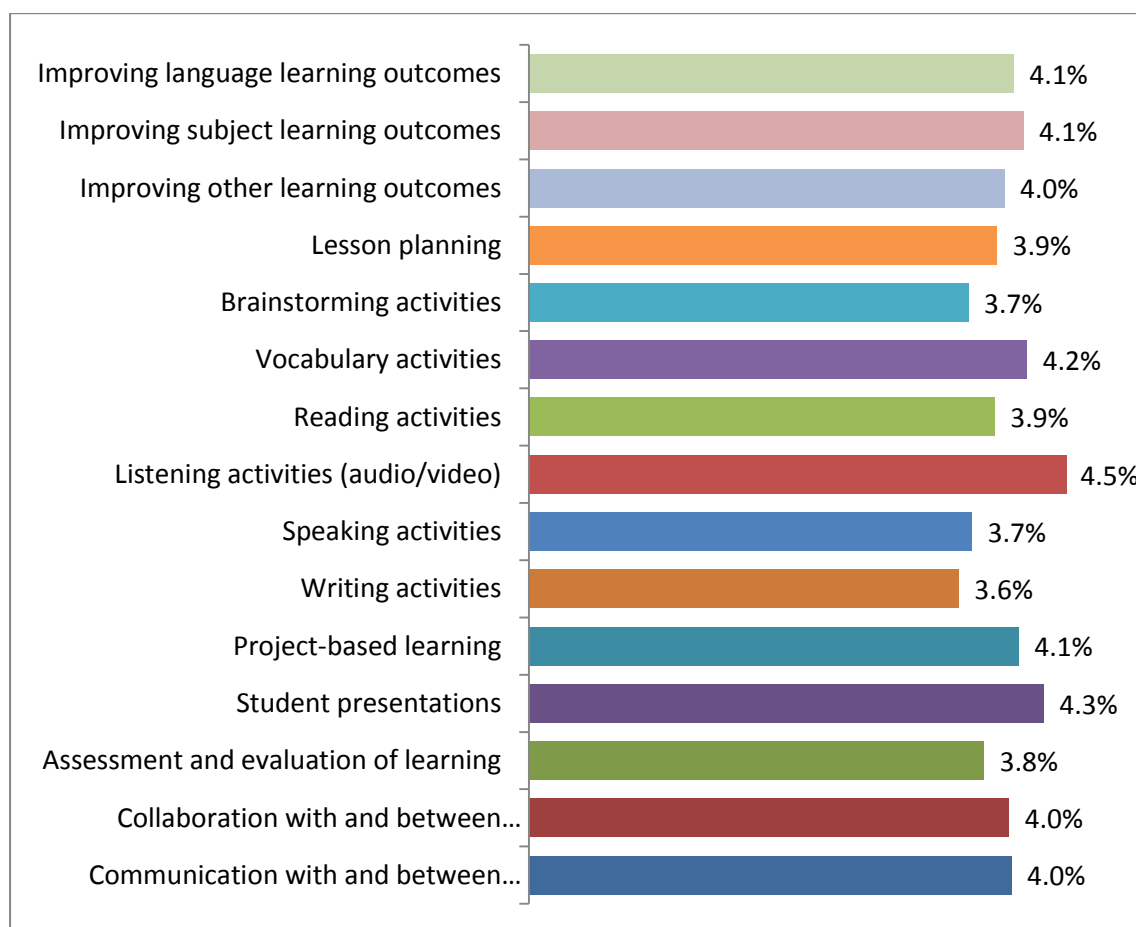 Improving language learning outcomes 4.1%
Improving subject learning outcomes 4.1%
Improving other learning outcomes 4.0%
Lesson planning 3.9%
Brainstorming activities 3.7%
Vocabulary activities 4.2%
Reading activities 3.9%
Listening activities (audio/video) 4.5%
Speaking activities 3.7%
Writing activities 3.6%
Project-based learning 4.1%
Student presentations 4.3%
Assessment and evaluation of learning 3.8%
Collaboration with and between... 4.0%
Communication with and between... 4.0%